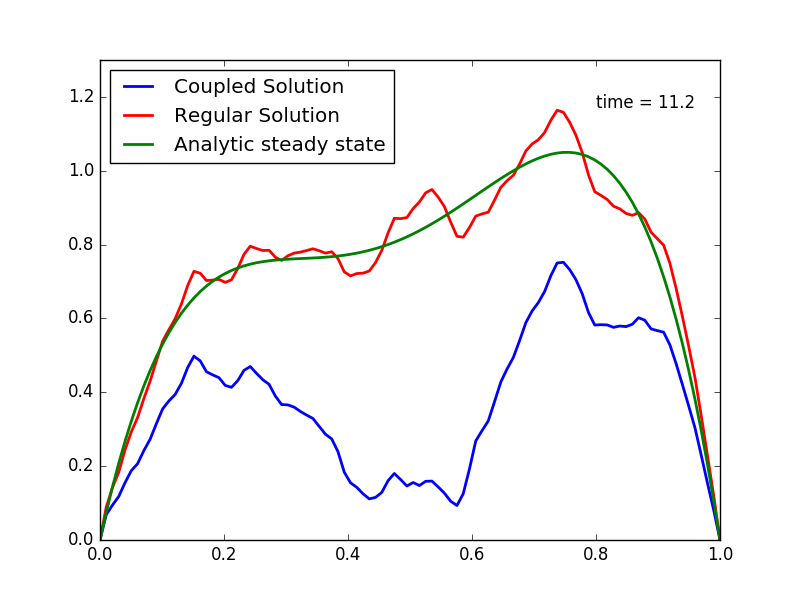 Coupled Solution
Regular Solution
Analytic steady state
time = 11.2
1.2
1.0
0.8
0.6
0.4
0.2
0.0
0.0 0.2 0.4 0.6 0.8 1.0